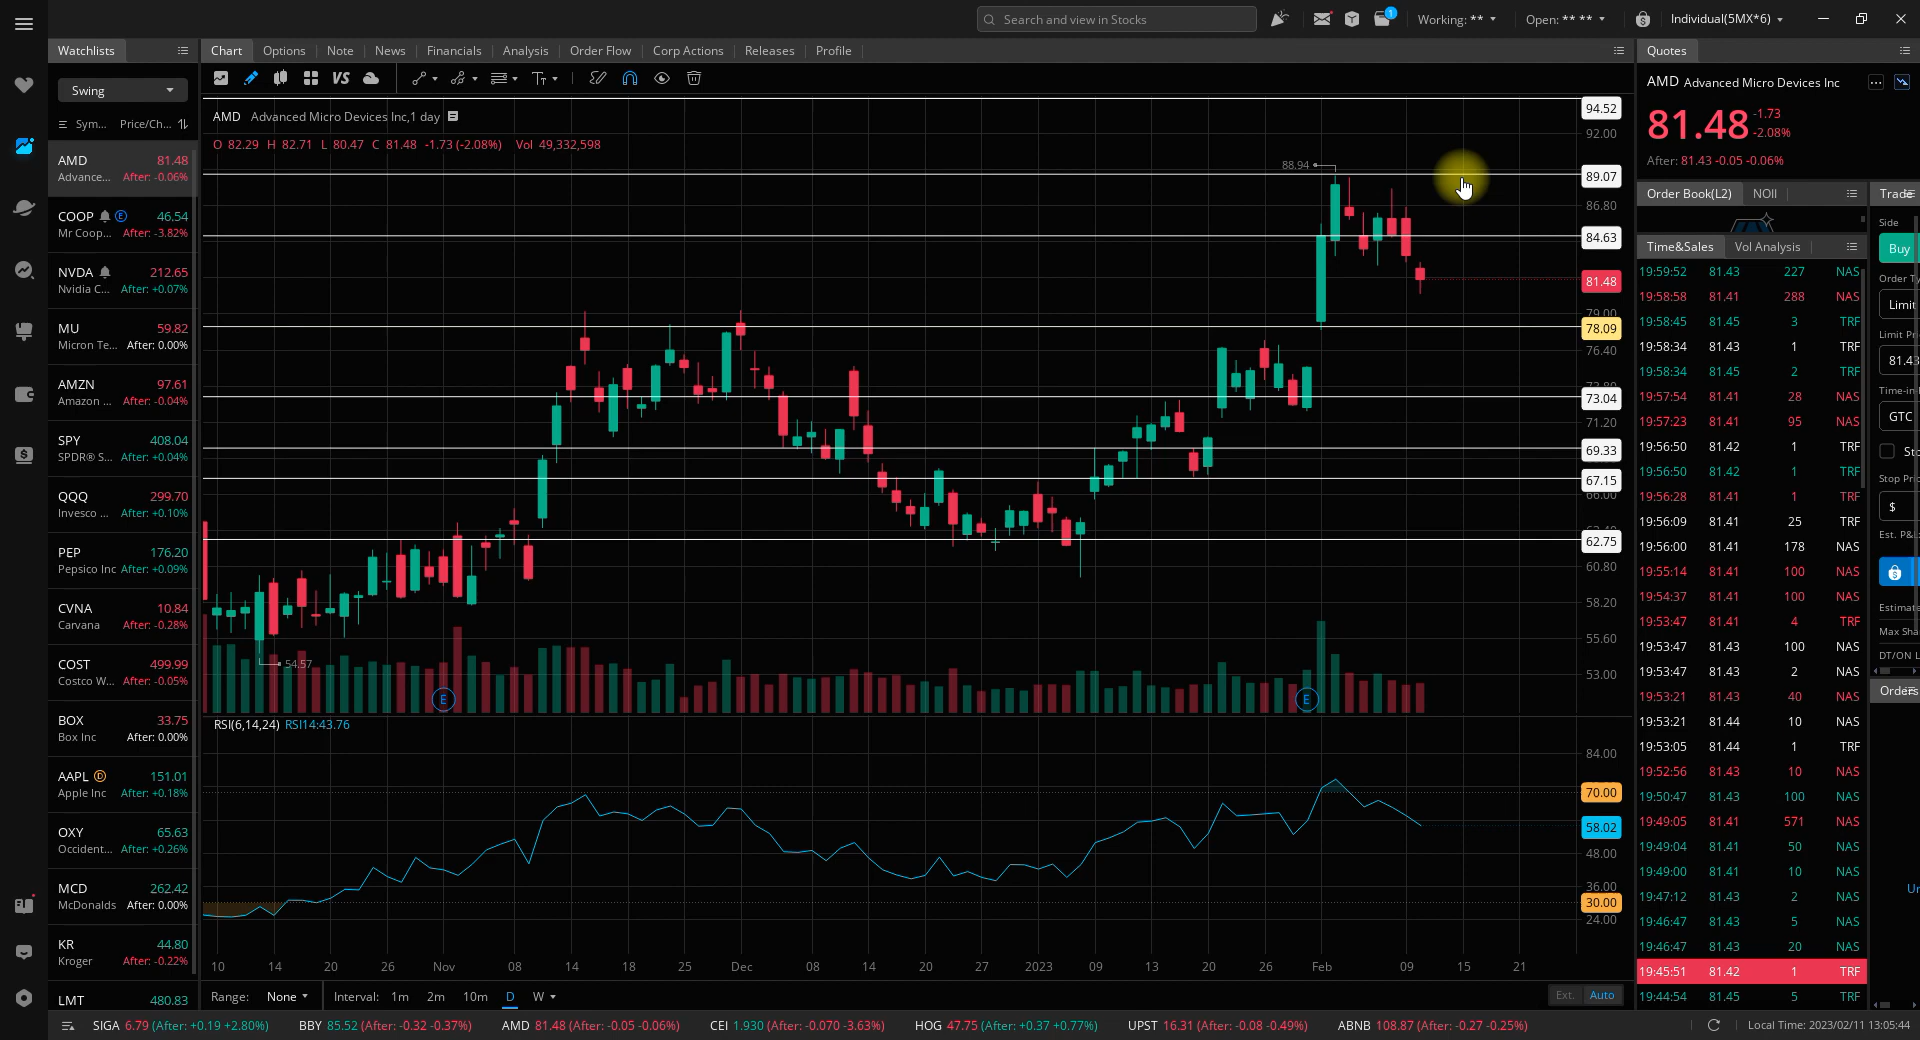 Search and view in Stocks
1
Working: ** Open: ** ** Individual(5MX*6)
Watchlists
Chart Options Note News Financials Analysis Order Flow Corp Actions Releases Profile
Quotes
Swing
VS
Sym... Price/Ch...
AMD 81.48
Advance... After: -0.06%
COOP E 46.54
Mr Coop... After: -3.82%
NVDA 212.65
Nvidia C... After: +0.07%
MU 59.82
Micron Te... After: 0.00%
AMZN 97.61
Amazon ... After: -0.04%
SPY 408.04
SPDR® S... After: +0.04%
QQQ 299.70
Invesco ... After: +0.10%
PEP 176.20
Pepsico Inc After: +0.09%
CVNA 10.84
Carvana After: -0.28%
COST 499.99
Costco W... After: -0.05%
BOX 33.75
Box Inc After: 0.00%
AAPL D 151.01
Apple Inc After: +0.18%
OXY 65.63
Occident... After: +0.26%
MCD 262.42
McDonalds After: 0.00%
KR 44.80
Kroger After: -0.22%
LMT 480.83
AMD Advanced Micro Devices Inc,1 day
O 82.29 H 82.71 L 80.47 C 81.48 -1.73 (-2.08%) Vol 49,332,598
88.94
54.57
E
E
94.52
92.00
89.07
86.80
84.63
81.48
79.00
78.09
76.40
73.04
71.20
69.33
67.15
66.00
62.75
60.80
58.20
55.60
53.00
RSI(6,14,24) RSI14:43.76
84.00
70.00
58.02
48.00
36.00
30.00
24.00
10 14 20 26 Nov 08 14 18 25 Dec 08 14 20 27 2023 09 13 20 26 Feb 09 15 21
Range: None Interval: 1m 2m 10m D W
Ext. Auto
AMD Advanced Micro Devices Inc
81.48 -1.73
-2.08%
After: 81.43 -0.05 -0.06%
Order Book(L2) NOII
Time&Sales Vol Analysis
19:59:52 81.43 227 NAS
19:58:58 81.41 288 NAS
19:58:45 81.45 3 TRF
19:58:34 81.43 1 TRF
19:58:34 81.45 2 TRF
19:57:54 81.41 28 NAS
19:57:23 81.41 95 NAS
19:56:50 81.42 1 TRF
19:56:50 81.42 1 TRF
19:56:28 81.41 1 TRF
19:56:09 81.41 25 TRF
19:56:00 81.41 178 NAS
19:55:14 81.41 100 NAS
19:54:37 81.41 100 NAS
19:53:47 81.41 4 TRF
19:53:47 81.43 100 NAS
19:53:47 81.43 2 NAS
19:53:21 81.43 40 NAS
19:53:21 81.44 10 NAS
19:53:05 81.44 1 TRF
19:52:56 81.43 10 NAS
19:50:47 81.43 100 NAS
19:49:05 81.41 571 NAS
19:49:04 81.41 50 NAS
19:49:00 81.41 10 NAS
19:47:12 81.43 2 NAS
19:46:47 81.43 5 NAS
19:46:47 81.43 20 NAS
19:45:51 81.42 1 TRF
19:44:54 81.45 5 TRF
Trade
Side
Buy
Order Ty
Limi
Limit Pri
81.43
Time-in-
GTC
Sto
Stop Pric
$
Est. P&
Estimate
Max Sha
DT/ON L
Orders
Ur
SIGA 6.79 (After: +0.19 +2.80%) BBY 85.52 (After: -0.32 -0.37%) AMD 81.48 (After: -0.05 -0.06%) CEI 1.930 (After: -0.070 -3.63%) HOG 47.75 (After: +0.37 +0.77%) UPST 16.31 (After: -0.08 -0.49%) ABNB 108.87 (After: -0.27 -0.25%)
Local Time: 2023/02/11 13:05:44